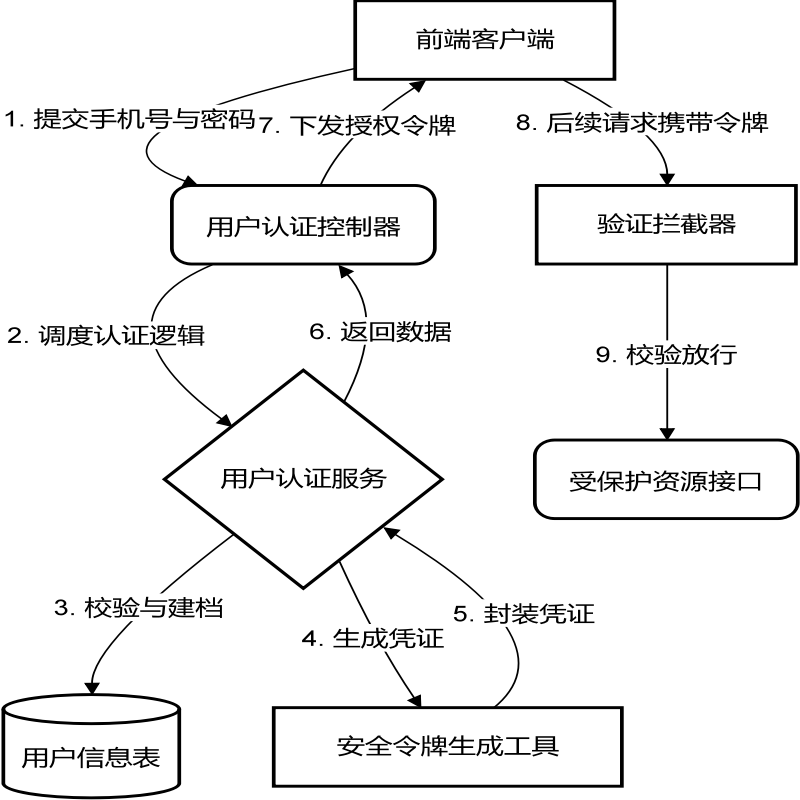 前端客户端
1. 提交手机号与密码
7. 下发授权令牌
8. 后续请求携带令牌
用户认证控制器
验证拦截器
2. 调度认证逻辑
6. 返回数据
9. 校验放行
用户认证服务
受保护资源接口
3. 校验与建档
4. 生成凭证
5. 封装凭证
用户信息表
安全令牌生成工具